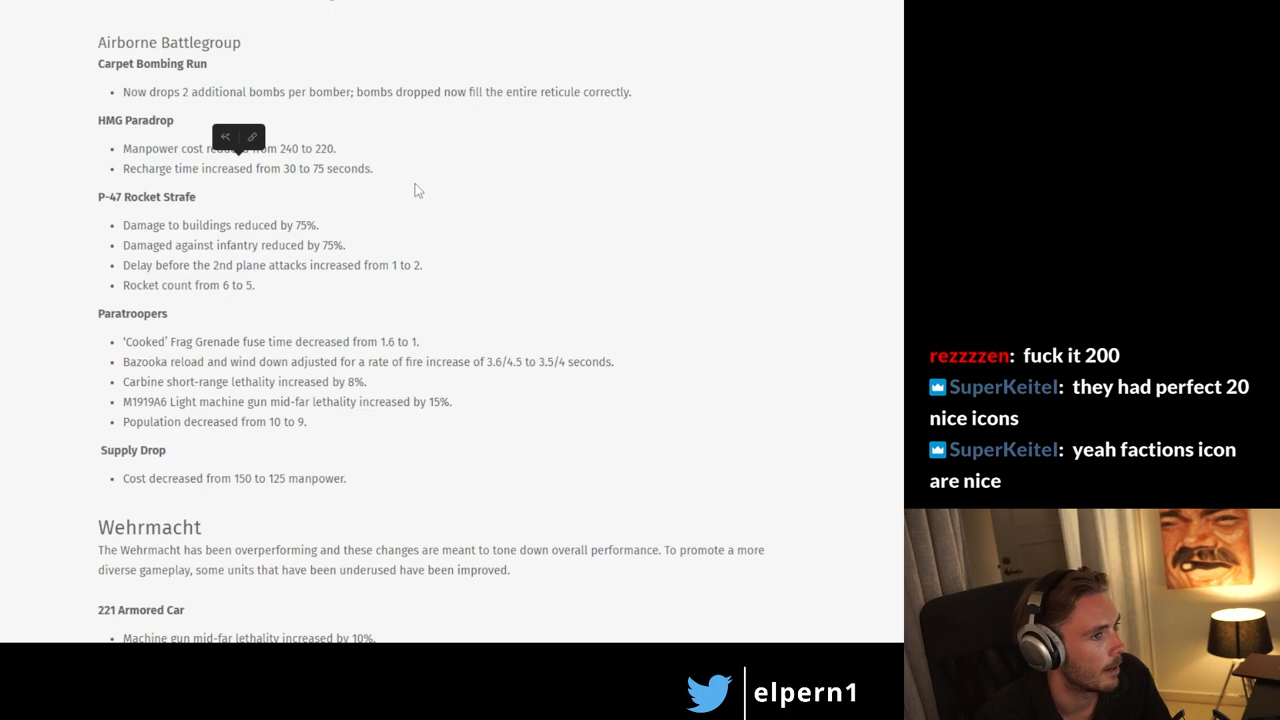 Airborne Battlegroup
Carpet Bombing Run
• Now drops 2 additional bombs per bomber; bombs dropped now fill the entire reticule correctly.
HMG Paradrop
• Manpower cost from 240 to 220.
• Recharge time increased from 30 to 75 seconds.
P-47 Rocket Strafe
• Damage to buildings reduced by 75%.
• Damaged against infantry reduced by 75%.
• Delay before the 2nd plane attacks increased from 1 to 2.
• Rocket count from 6 to 5.
Paratroopers
• ‘Cooked’ Frag Grenade fuse time decreased from 1.6 to 1.
• Bazooka reload and wind down adjusted for a rate of fire increase of 3.6/4.5 to 3.5/4 seconds.
• Carbine short-range lethality increased by 8%.
• M1919A6 Light machine gun mid-far lethality increased by 15%.
• Population decreased from 10 to 9.
Supply Drop
• Cost decreased from 150 to 125 manpower.
Wehrmacht
The Wehrmacht has been overperforming and these changes are meant to tone down overall performance. To promote a more
diverse gameplay, some units that have been underused have been improved.
221 Armored Car
• Machine gun mid-far lethality increased by 10%.
rezzzzen: fuck it 200
SuperKeitel: they had perfect 20
nice icons
SuperKeitel: yeah factions icon
are nice
elpern1